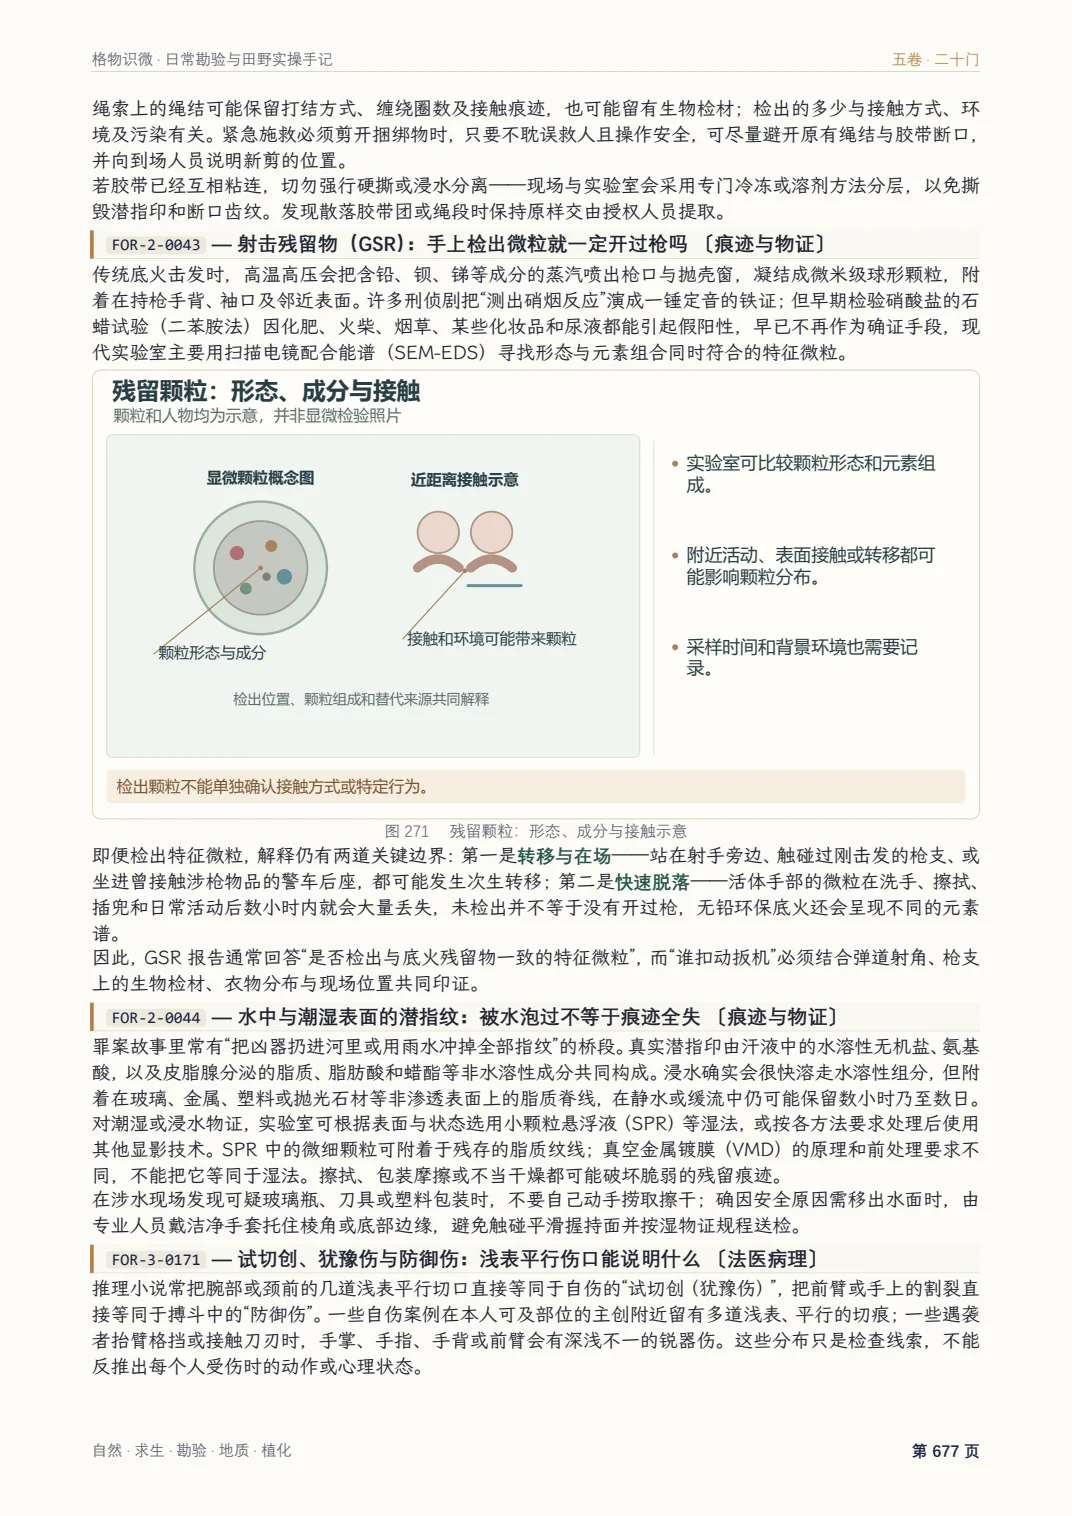 格物识微 · 日常勘验与田野实操手记
五卷 · 二十门
绳索上的绳结可能保留打结方式、缠绕圈数及接触痕迹，也可能留有生物检材；检出的多少与接触方式、环
境及污染有关。紧急施救必须剪开捆绑物时，只要不耽误救人且操作安全，可尽量避开原有绳结与胶带断口，
并向到场人员说明新剪的位置。
若胶带已经互相粘连，切勿强行硬撕或浸水分离——现场与实验室会采用专门冷冻或溶剂方法分层，以免撕
毁潜指印和断口齿纹。发现散落胶带团或绳段时保持原样交由授权人员提取。
FOR-2-0043 — 射击残留物（GSR）：手上检出微粒就一定开过枪吗 〔痕迹与物证〕
传统底火击发时，高温高压会把含铅、钡、锑等成分的蒸汽喷出枪口与抛壳窗，凝结成微米级球形颗粒，附
着在持枪手背、袖口及邻近表面。许多刑侦剧把“测出硝烟反应”演成一锤定音的铁证；但早期检验硝酸盐的石
蜡试验（二苯胺法）因化肥、火柴、烟草、某些化妆品和尿液都能引起假阳性，早已不再作为确证手段，现
代实验室主要用扫描电镜配合能谱（SEM-EDS）寻找形态与元素组合同时符合的特征微粒。
残留颗粒：形态、成分与接触
颗粒和人物均为示意，并非显微检验照片
显微颗粒概念图
近距离接触示意
颗粒形态与成分
接触和环境可能带来颗粒
检出位置、颗粒组成和替代来源共同解释
• 实验室可比较颗粒形态和元素组
成。
• 附近活动、表面接触或转移都可
能影响颗粒分布。
• 采样时间和背景环境也需要记
录。
检出颗粒不能单独确认接触方式或特定行为。
图 271 残留颗粒：形态、成分与接触示意
即便检出特征微粒，解释仍有两道关键边界：第一是转移与在场——站在射手旁边、触碰过刚击发的枪支、或
坐进曾接触涉枪物品的警车后座，都可能发生次生转移；第二是快速脱落——活体手部的微粒在洗手、擦拭、
插兜和日常活动后数小时内就会大量丢失，未检出并不等于没有开过枪，无铅环保底火还会呈现不同的元素
谱。
因此，GSR 报告通常回答“是否检出与底火残留物一致的特征微粒”，而“谁扣动扳机”必须结合弹道射角、枪支
上的生物检材、衣物分布与现场位置共同印证。
FOR-2-0044 — 水中与潮湿表面的潜指纹：被水泡过不等于痕迹全失 〔痕迹与物证〕
罪案故事里常有“把凶器扔进河里或用雨水冲掉全部指纹”的桥段。真实潜指印由汗液中的水溶性无机盐、氨基
酸，以及皮脂腺分泌的脂质、脂肪酸和蜡酯等非水溶性成分共同构成。浸水确实会很快溶走水溶性组分，但附
着在玻璃、金属、塑料或抛光石材等非渗透表面上的脂质脊线，在静水或缓流中仍可能保留数小时乃至数日。
对潮湿或浸水物证，实验室可根据表面与状态选用小颗粒悬浮液（SPR）等湿法，或按各方法要求处理后使用
其他显影技术。SPR 中的微细颗粒可附着于残存的脂质纹线；真空金属镀膜（VMD）的原理和前处理要求不
同，不能把它等同于湿法。擦拭、包装摩擦或不当干燥都可能破坏脆弱的残留痕迹。
在涉水现场发现可疑玻璃瓶、刀具或塑料包装时，不要自己动手捞取擦干；确因安全原因需移出水面时，由
专业人员戴洁净手套托住棱角或底部边缘，避免触碰平滑握持面并按湿物证规程送检。
FOR-3-0171 — 试切创、犹豫伤与防御伤：浅表平行伤口能说明什么 〔法医病理〕
推理小说常把腕部或颈前的几道浅表平行切口直接等同于自伤的“试切创（犹豫伤）”，把前臂或手上的割裂直
接等同于搏斗中的“防御伤”。一些自伤案例在本人可及部位的主创附近留有多道浅表、平行的切痕；一些遇袭
者抬臂格挡或接触刀刃时，手掌、手指、手背或前臂会有深浅不一的锐器伤。这些分布只是检查线索，不能
反推出每个人受伤时的动作或心理状态。
自然 · 求生 · 勘验 · 地质 · 植化
第 677 页